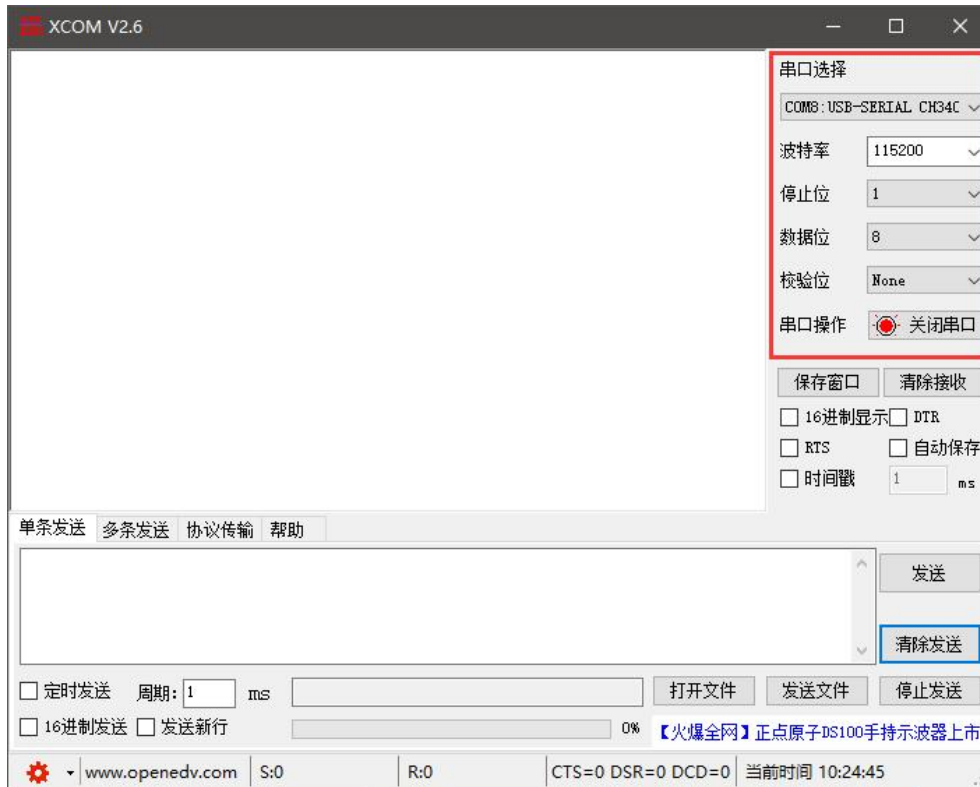 XCOM V2.6
串口选择
COM8:USB-SERIAL CH34C
波特率 115200
停止位 1
数据位 8
校验位 None
串口操作 关闭串口
保存窗口 清除接收
16进制显示 DTR
RTS 自动保存
时间戳 1 ms
单条发送 多条发送 协议传输 帮助
发送
清除发送
定时发送 周期: 1 ms 打开文件 发送文件 停止发送
16进制发送 发送新行 0% 【火爆全网】正点原子DS100手持示波器上市
www.openedv.com S:0 R:0 CTS=0 DSR=0 DCD=0 当前时间 10:24:45